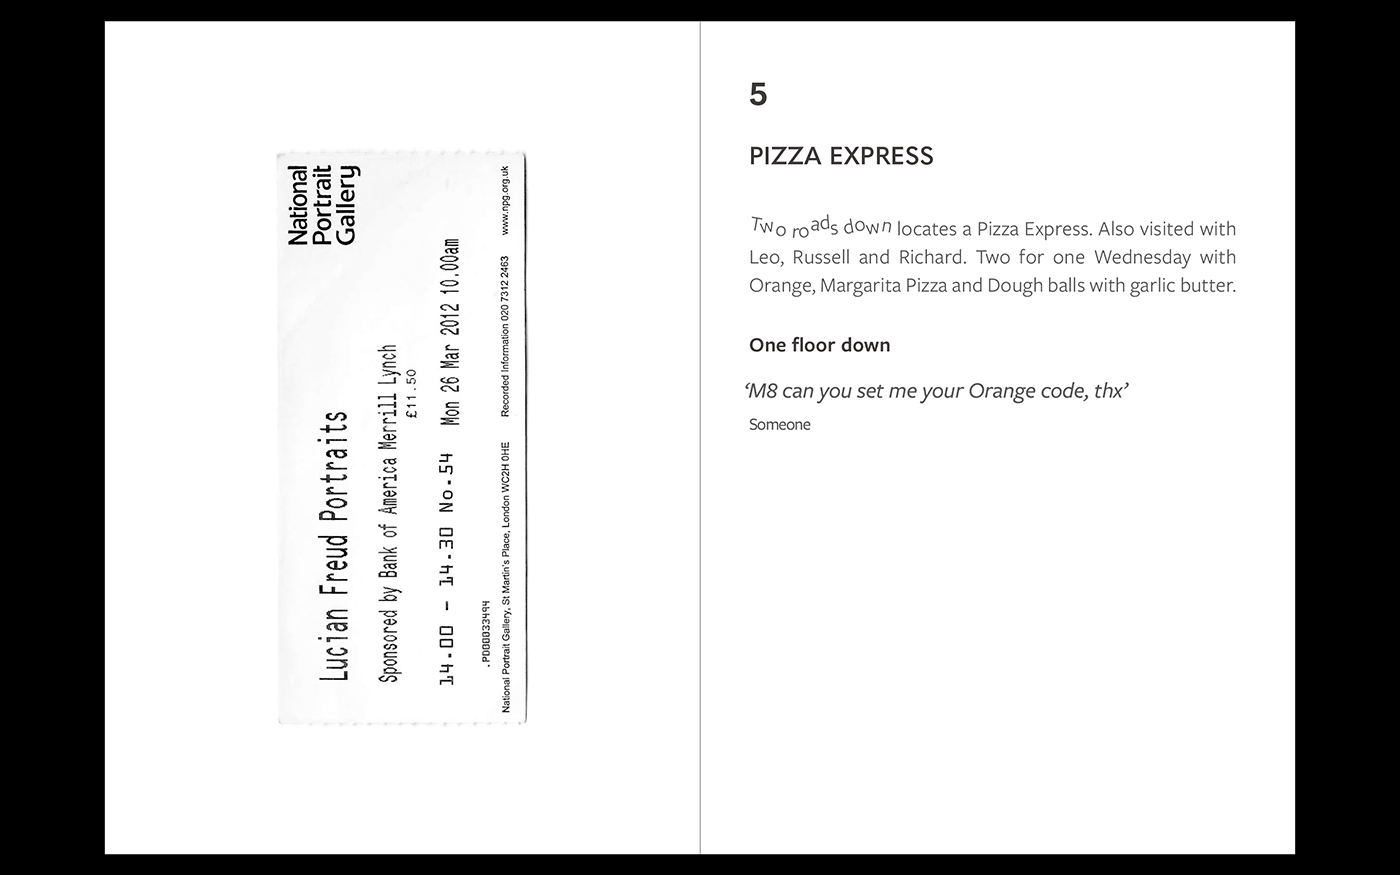 National
Portrait
Gallery
Lucian Freud Portraits
Sponsored by Bank of America Merrill Lynch
£11.50
14.00 - 14.30 No.54 Mon 26 Mar 2012 10.00am
.P00033494
National Portrait Gallery, St Martin's Place, London WC2H 0HE Recorded Information 020 7312 2463 www.npg.org.uk
5
PIZZA EXPRESS
Two roads down locates a Pizza Express. Also visited with
Leo, Russell and Richard. Two for one Wednesday with
Orange, Margarita Pizza and Dough balls with garlic butter.
One floor down
‘M8 can you set me your Orange code, thx’
Someone